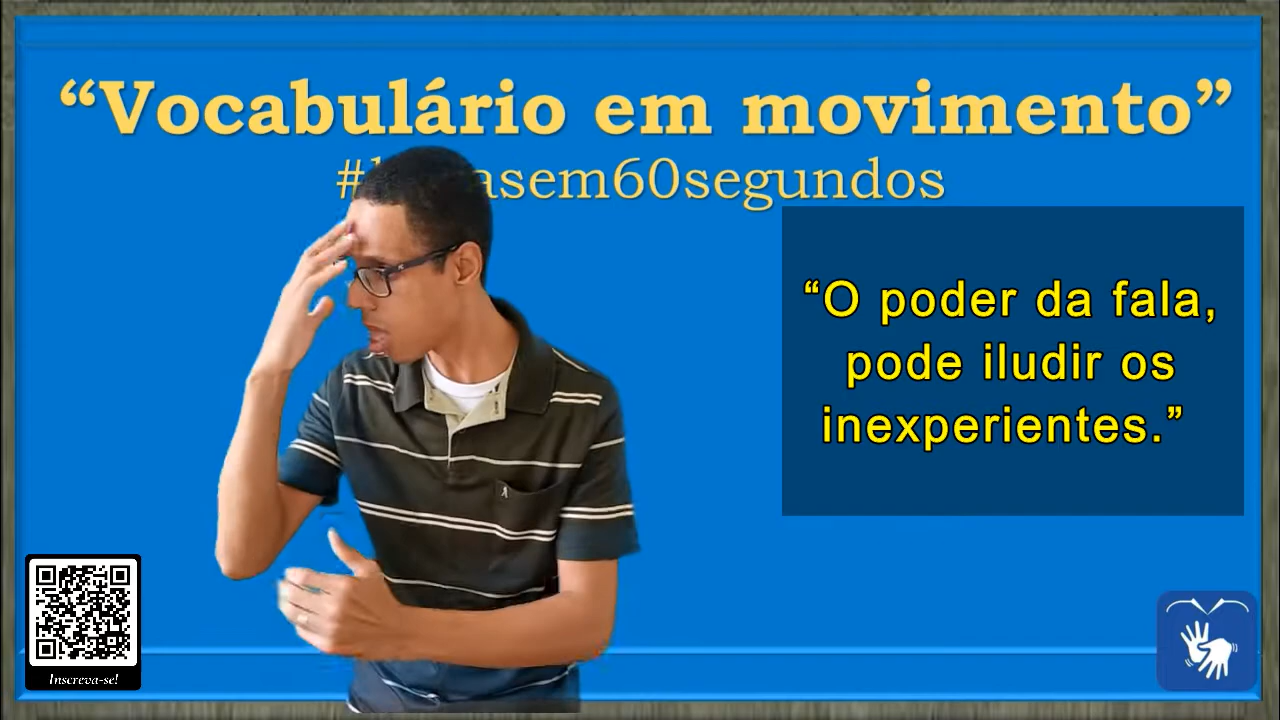 “Vocabulário em movimento”
#
asem60segundos
“O poder da fala,
pode iludir os
inexperientes.”
Inscreva-se!